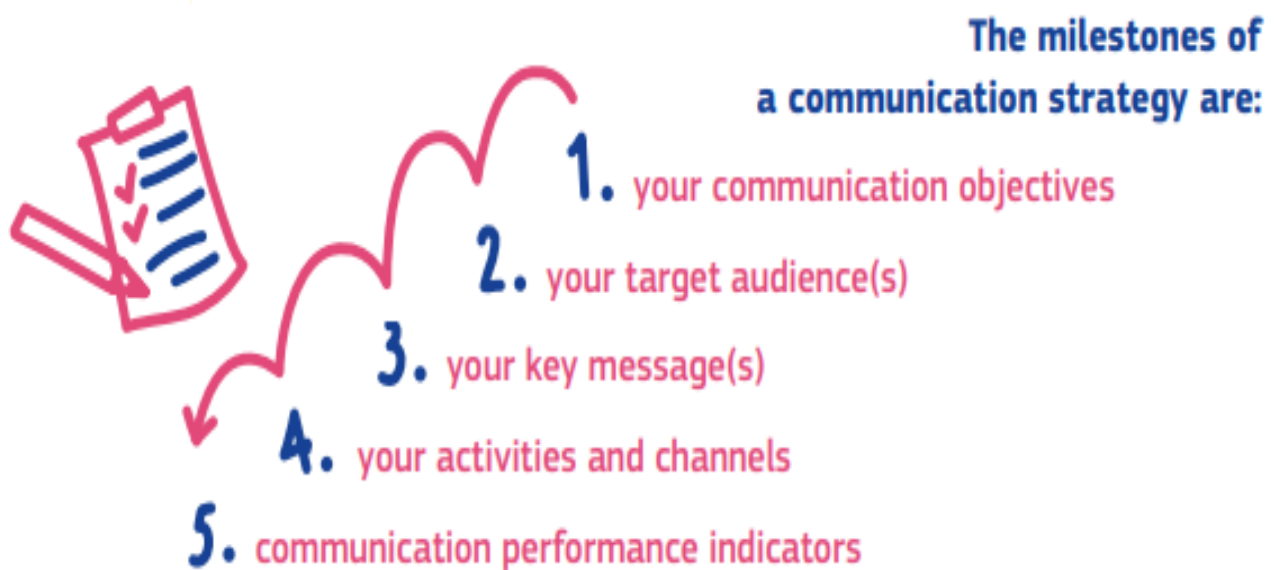 The milestones of
a communication strategy are:
1. your communication objectives
2. your target audience(s)
3. your key message(s)
4. your activities and channels
5. communication performance indicators